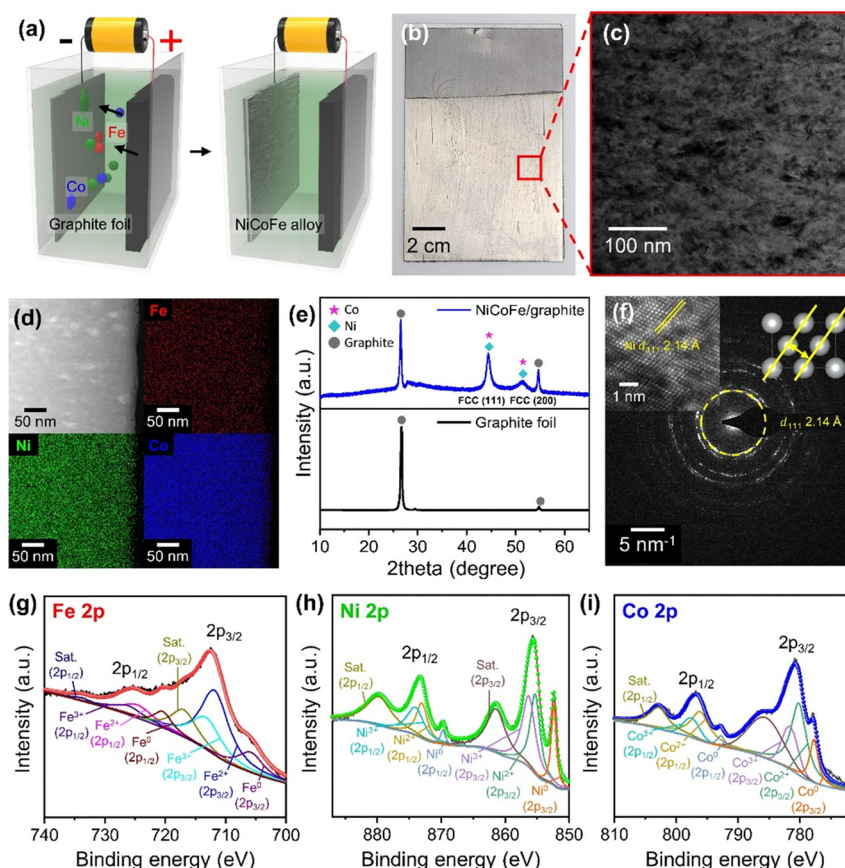 (a)
-
+
Ni
Fe
Co
Graphite foil
NiCoFe alloy
(b)
2 cm
(c)
100 nm
(d)
50 nm
Fe
50 nm
Ni
50 nm
Co
50 nm
(e)
Co
Ni
Graphite
NiCoFe/graphite
FCC (111) FCC (200)
Graphite foil
Intensity (a.u.)
10 20 30 40 50 60
2theta (degree)
(f)
Ni d₁₁₁ 2.14 Å
1 nm
d₁₁₁ 2.14 Å
5 nm⁻¹
(g)
Fe 2p
2p₃/₂
Sat.
(2p₃/₂)
2p₁/₂
Sat.
(2p₁/₂)
Fe³⁺
(2p₁/₂)
Fe²⁺
(2p₁/₂)
Fe⁰
(2p₁/₂)
Fe³⁺
(2p₃/₂)
Fe²⁺
(2p₃/₂)
Fe⁰
(2p₃/₂)
Intensity (a.u.)
740 730 720 710 700
Binding energy (eV)
(h)
Ni 2p
2p₃/₂
2p₁/₂
Sat.
(2p₁/₂)
Sat.
(2p₃/₂)
Ni³⁺
(2p₁/₂)
Ni²⁺
(2p₁/₂)
Ni⁰
(2p₁/₂)
Ni³⁺
(2p₃/₂)
Ni²⁺
(2p₃/₂)
Ni⁰
(2p₃/₂)
Intensity (a.u.)
880 870 860 850
Binding energy (eV)
(i)
Co 2p
2p₃/₂
2p₁/₂
Sat.
(2p₁/₂)
Co³⁺
(2p₁/₂)
Co²⁺
(2p₁/₂)
Co⁰
(2p₁/₂)
Co³⁺
(2p₃/₂)
Co²⁺
(2p₃/₂)
Co⁰
(2p₃/₂)
Intensity (a.u.)
810 800 790 780
Binding energy (eV)